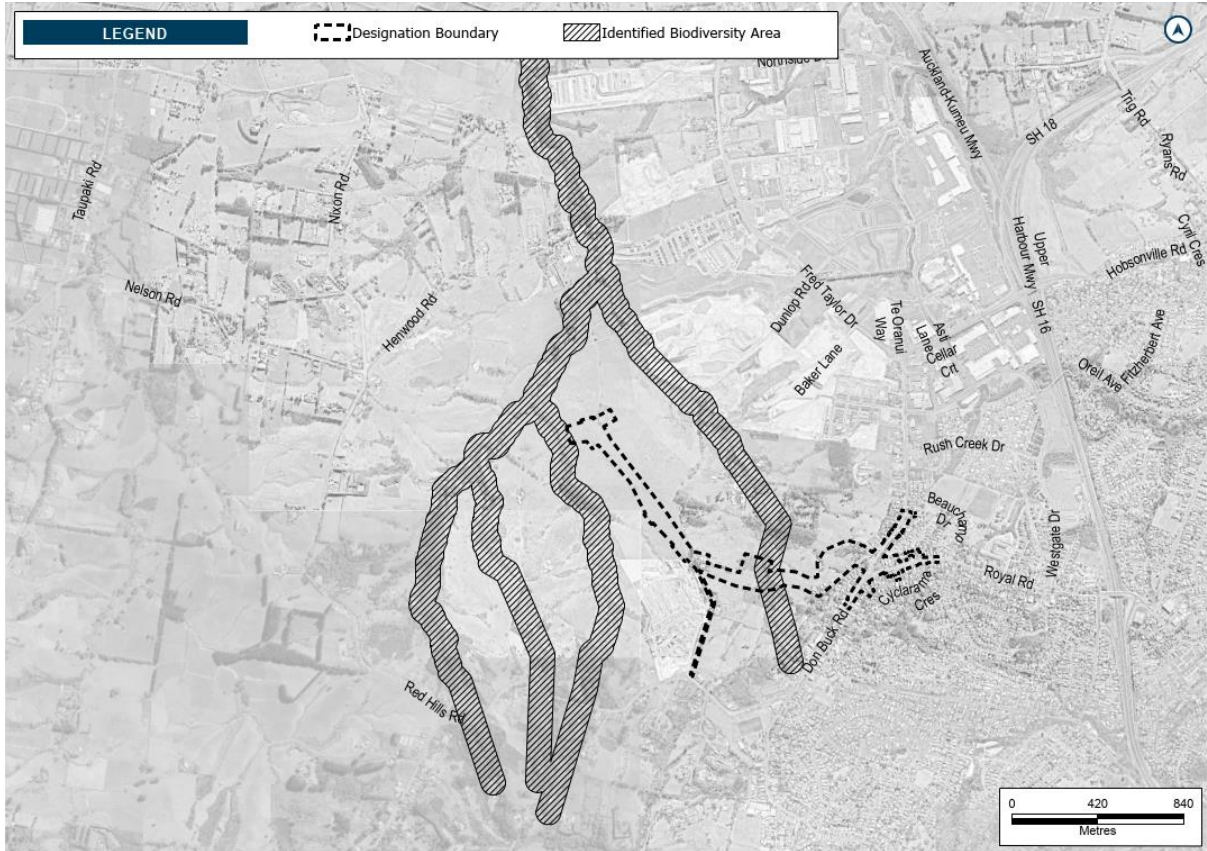 LEGEND
Designation Boundary
Identified Biodiversity Area
Auckland-Kumeu Mwy
SH 18
Trig Rd
Ryans Rd
Cyril Cres
Taupaki Rd
Nixon Rd
Nelson Rd
Henwood Rd
Upper
Harbour Mwy
SH 16
Hobsonville Rd
Fred Taylor Dr
Dunlop Rd
Baker Lane
Te Oranui
Way
Asti
Lane
Cellar
Crt
Oreil Ave
Fitzherbert Ave
Rush Creek Dr
Beauchamp
Dr
Westgate Dr
Royal Rd
Cyclarama
Cres
Don Buck Rd
Red Hills Rd
0 420 840
Metres